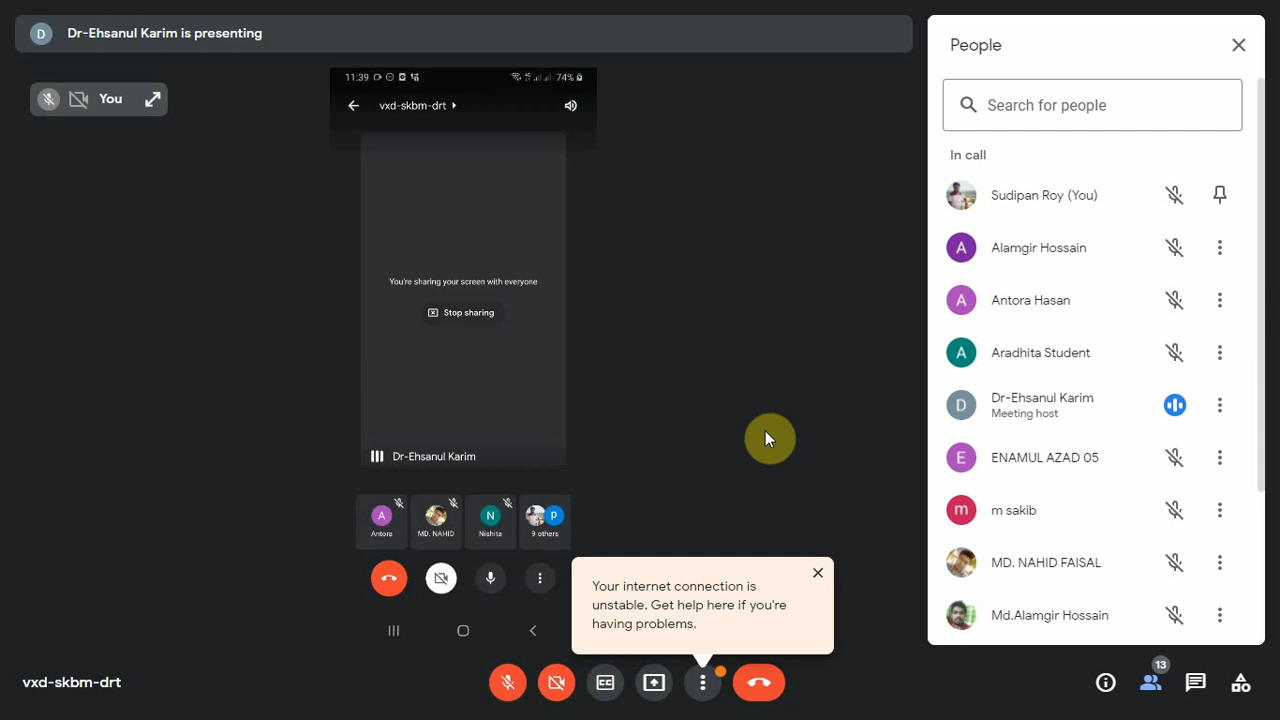 D
Dr-Ehsanul Karim is presenting
You
11:39
74%
vxd-skbm-drt
You're sharing your screen with everyone
Stop sharing
Dr-Ehsanul Karim
A
Antora
MD. NAHID
N
Nishita
P
9 others
Your internet connection is
unstable. Get help here if you're
having problems.
vxd-skbm-drt
CC
13
People
Search for people
In call
Sudipan Roy (You)
A
Alamgir Hossain
A
Antora Hasan
A
Aradhita Student
D
Dr-Ehsanul Karim
Meeting host
E
ENAMUL AZAD 05
m
m sakib
MD. NAHID FAISAL
Md.Alamgir Hossain